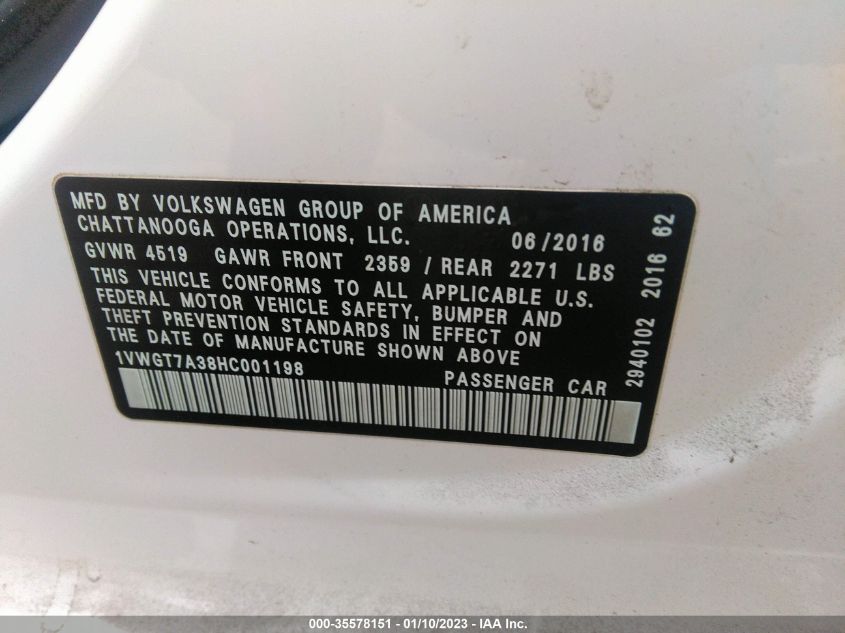 MFD BY VOLKSWAGEN GROUP OF AMERICA
CHATTANOOGA OPERATIONS, LLC. 06/2016
GVWR 4519 GAWR FRONT 2359 / REAR 2271 LBS
THIS VEHICLE CONFORMS TO ALL APPLICABLE U.S.
FEDERAL MOTOR VEHICLE SAFETY, BUMPER AND
THEFT PREVENTION STANDARDS IN EFFECT ON
THE DATE OF MANUFACTURE SHOWN ABOVE
1VWGT7A38HC001198 PASSENGER CAR
2940102 2016 62
000-35578151 - 01/10/2023 - IAA Inc.